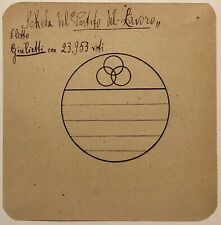 Scheda del "Partito del Lavoro"
Eletto
Giulietti con 23.953 voti